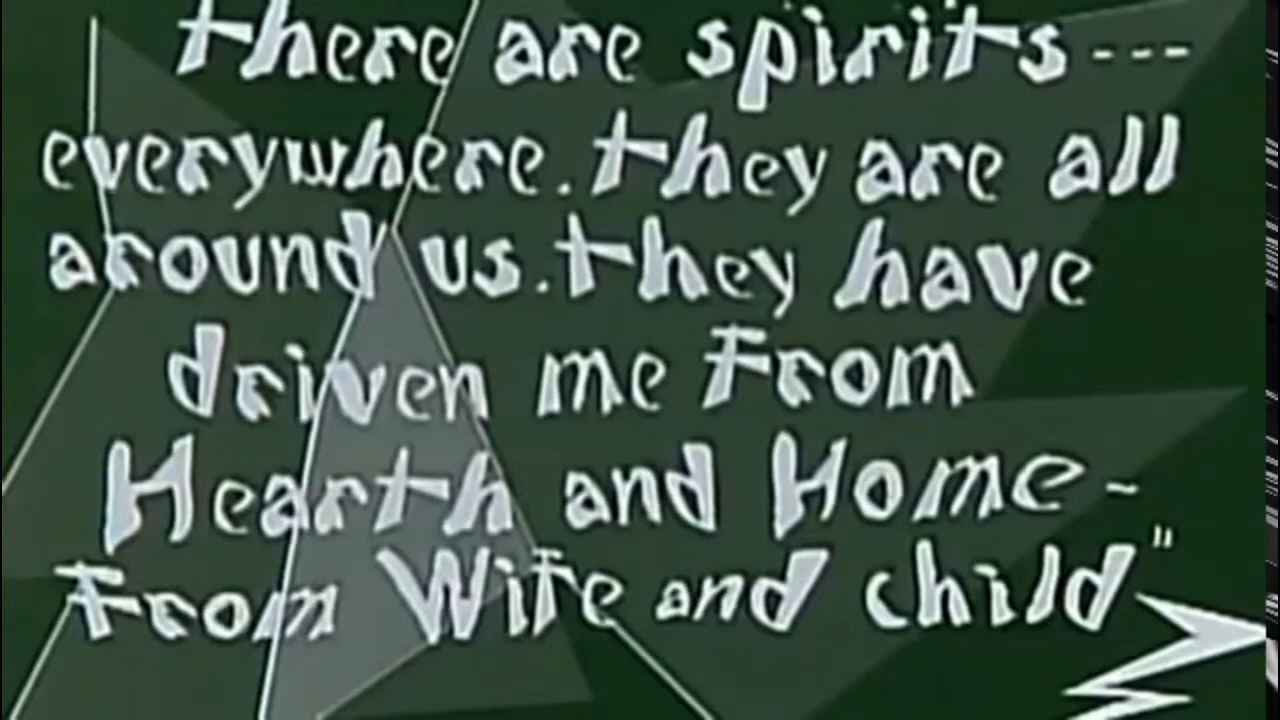 there are spirits---
everywhere. they are all
around us. they have
driven me From
Hearth and Home-
From Wife and child"